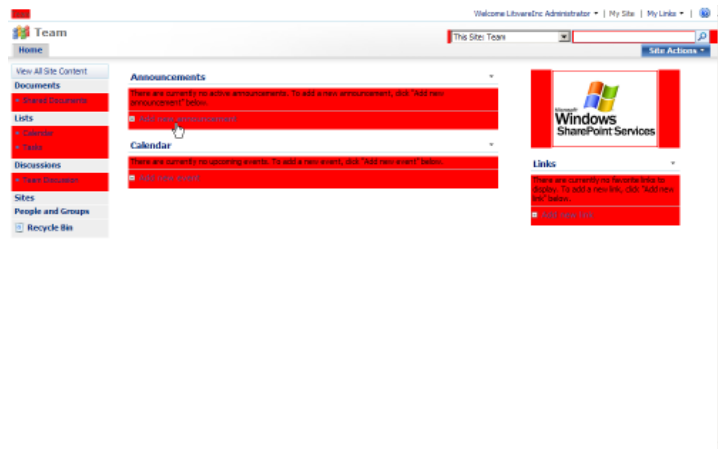 Welcome LitwareInc Administrator | My Site | My Links
Team
This Site: Team
Home
Site Actions
View All Site Content
Documents
Shared Documents
Lists
Calendar
Tasks
Discussions
Team Discussion
Sites
People and Groups
Recycle Bin
Announcements
There are currently no active announcements. To add a new announcement, click "Add new
announcement" below.
Add new announcement
Calendar
There are currently no upcoming events. To add a new event, click "Add new event" below.
Add new event
Microsoft
Windows
SharePoint Services
Links
There are currently no favorite links to
display. To add a new link, click "Add new
link" below.
Add new link